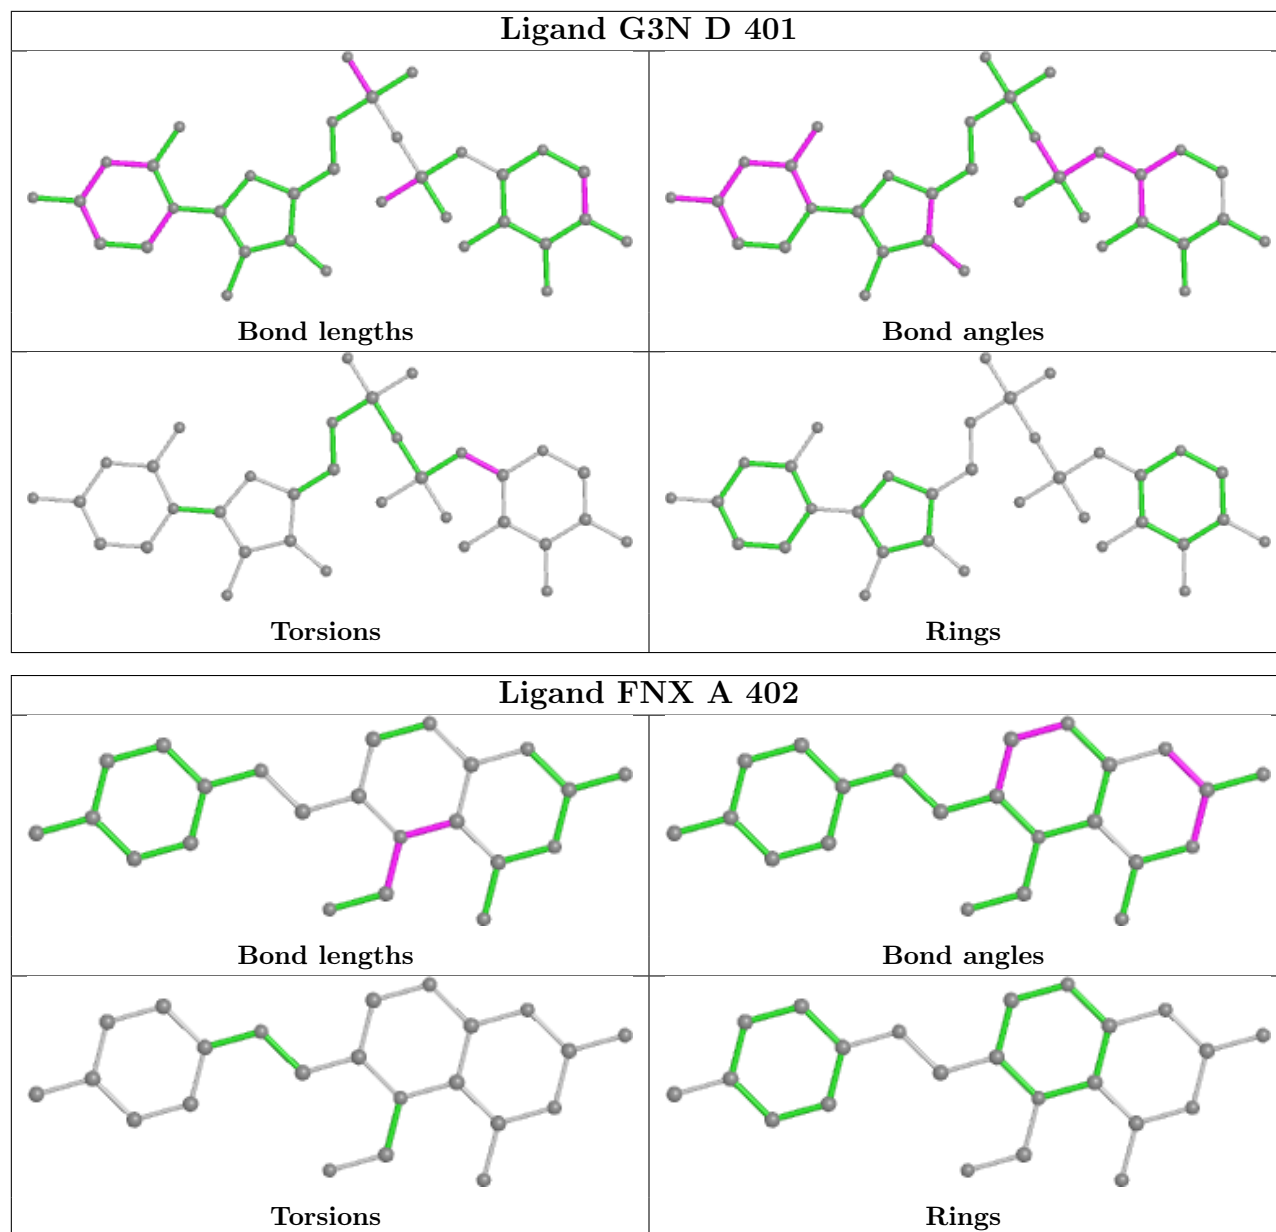 Ligand G3N D 401
Bond lengths
Bond angles
Torsions
Rings
Ligand FNX A 402
Bond lengths
Bond angles
Torsions
Rings